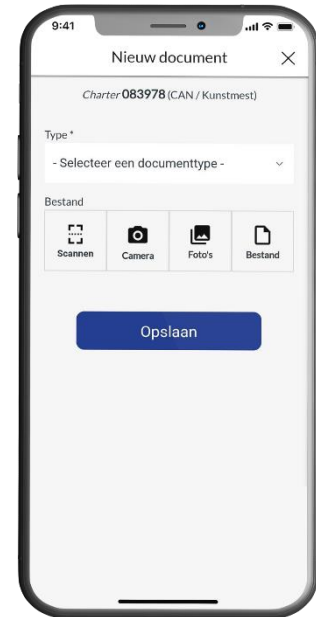 9:41
Nieuw document
Charter 083978 (CAN / Kunstmest)
Type *
- Selecteer een documenttype -
Bestand
Scannen Camera Foto's Bestand
Opslaan